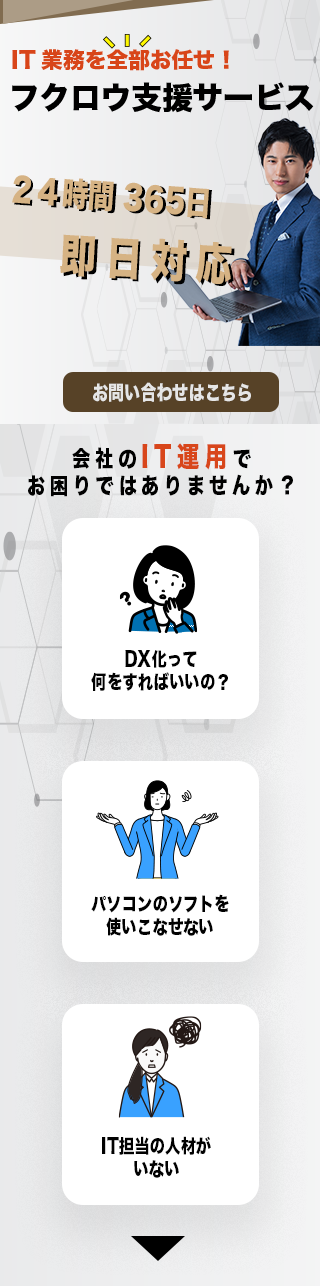 IT業務を全部お任せ！
フクロウ支援サービス
24時間 365日
即日対応
お問い合わせはこちら
会社のIT運用で
お困りではありませんか？
?
DX化って
何をすればいいの？
パソコンのソフトを
使いこなせない
IT担当の人材が
いない